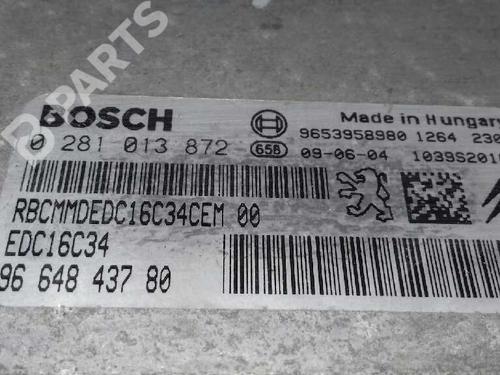 B-PARTS
BOSCH
Made in Hungary
0 281 013 872
9653958980 1264 230
658
09-06-04
1039S201
RBCMMDEDC16C34CEM 00
EDC16C34
96 648 437 80